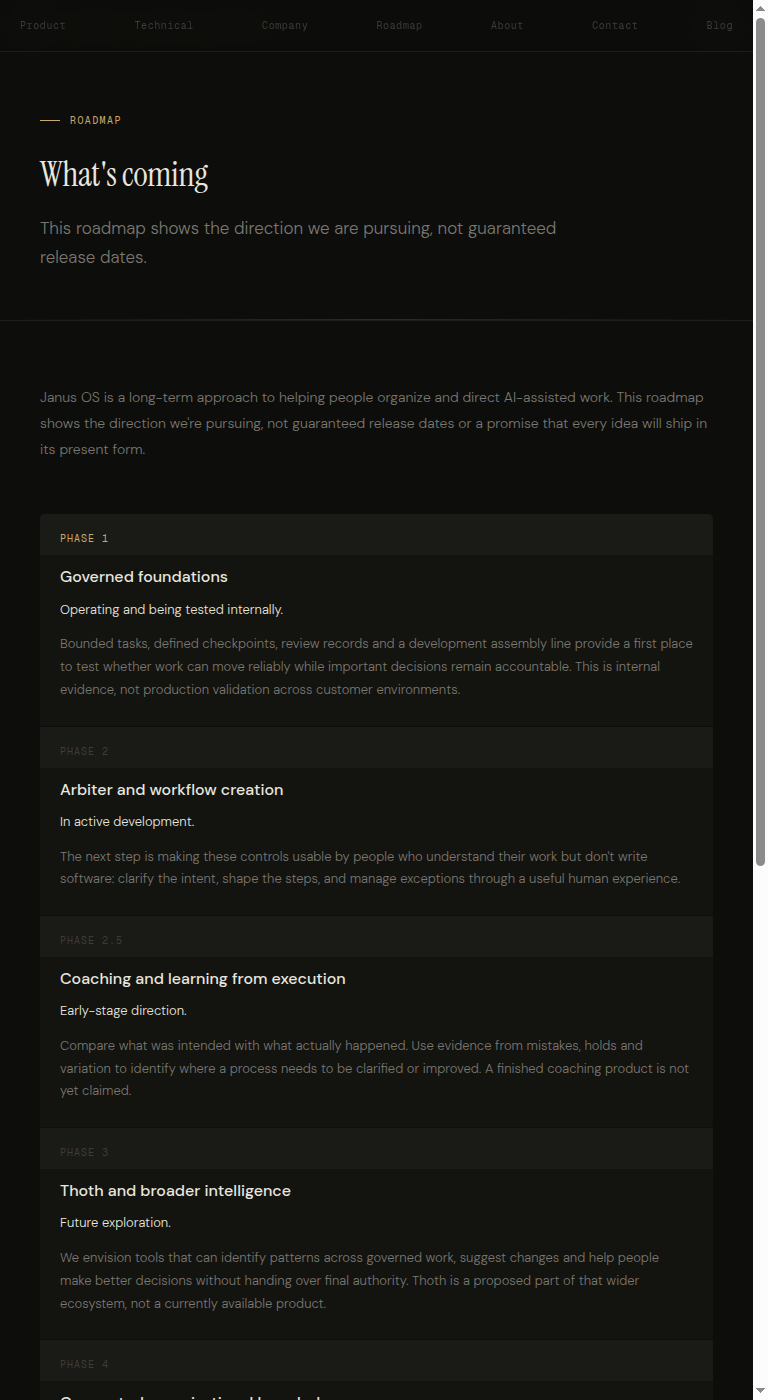 Product Technical Company Roadmap About Contact Blog
ROADMAP
What's coming
This roadmap shows the direction we are pursuing, not guaranteed
release dates.
Janus OS is a long-term approach to helping people organize and direct AI-assisted work. This roadmap
shows the direction we're pursuing, not guaranteed release dates or a promise that every idea will ship in
its present form.
PHASE 1
Governed foundations
Operating and being tested internally.
Bounded tasks, defined checkpoints, review records and a development assembly line provide a first place
to test whether work can move reliably while important decisions remain accountable. This is internal
evidence, not production validation across customer environments.
PHASE 2
Arbiter and workflow creation
In active development.
The next step is making these controls usable by people who understand their work but don't write
software: clarify the intent, shape the steps, and manage exceptions through a useful human experience.
PHASE 2.5
Coaching and learning from execution
Early-stage direction.
Compare what was intended with what actually happened. Use evidence from mistakes, holds and
variation to identify where a process needs to be clarified or improved. A finished coaching product is not
yet claimed.
PHASE 3
Thoth and broader intelligence
Future exploration.
We envision tools that can identify patterns across governed work, suggest changes and help people
make better decisions without handing over final authority. Thoth is a proposed part of that wider
ecosystem, not a currently available product.
PHASE 4